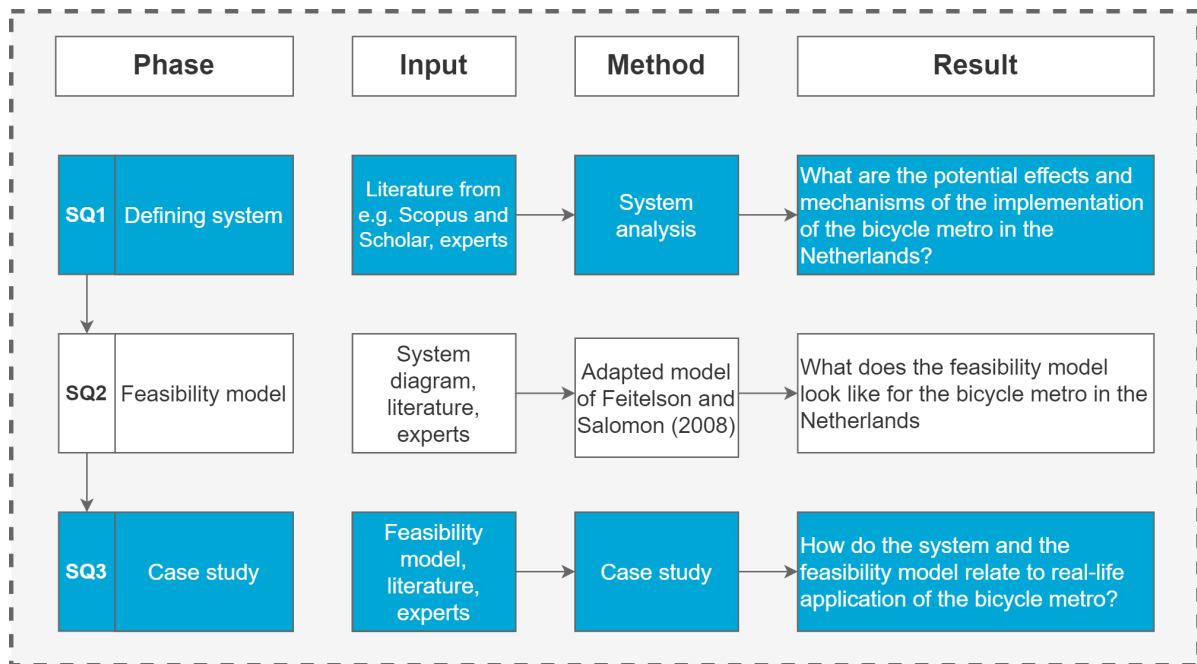 Phase
Input
Method
Result
SQ1
Defining system
Literature from
e.g. Scopus and
Scholar, experts
System
analysis
What are the potential effects and
mechanisms of the implementation
of the bicycle metro in the
Netherlands?
SQ2
Feasibility model
System
diagram,
literature,
experts
Adapted model
of Feitelson and
Salomon (2008)
What does the feasibility model
look like for the bicycle metro in the
Netherlands
SQ3
Case study
Feasibility
model,
literature,
experts
Case study
How do the system and the
feasibility model relate to real-life
application of the bicycle metro?